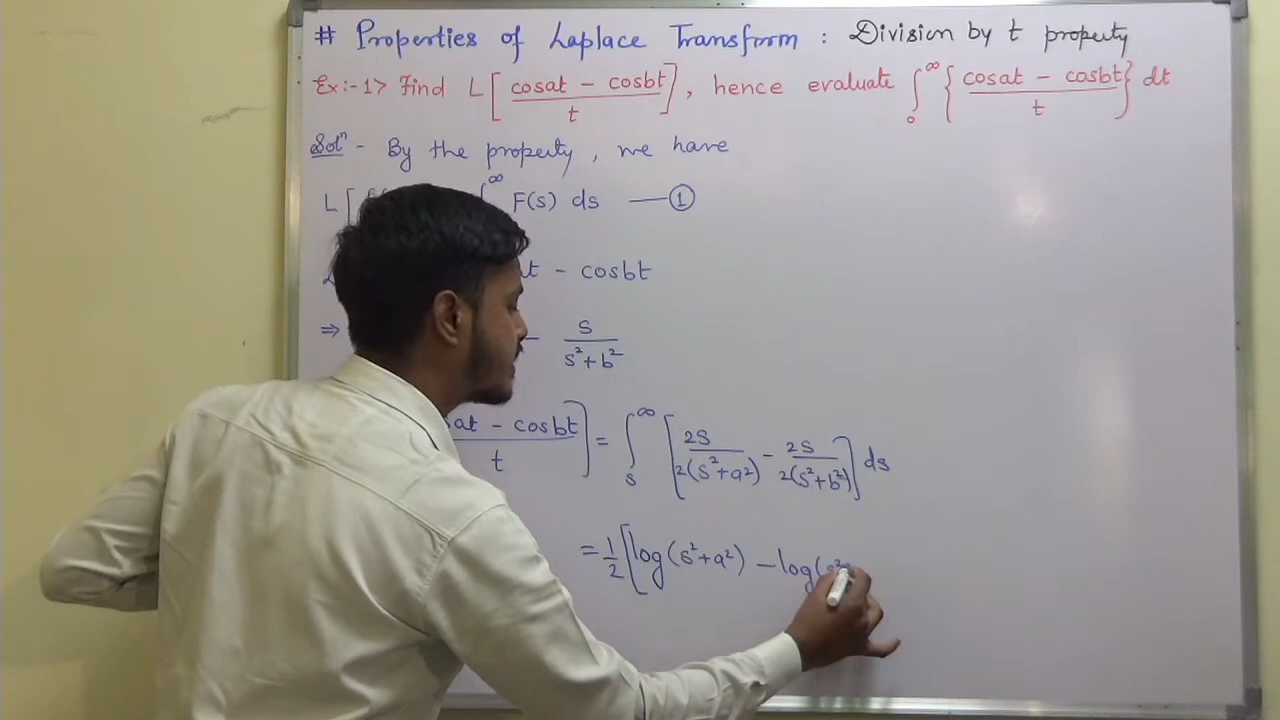 # Properties of Laplace Transform : Division by t property
Ex:-1> Find L[ (cosat - cosbt)/t ], hence evaluate ∫₀^∞ { (cosat - cosbt)/t } dt
Solⁿ - By the property, we have
L[ ∞ F(s) ds —①
t - cosbt
⇒ - s/(s²+b²)
sat - cosbt)/t ] = ∫ₛ^∞ [ 2s/2(s²+a²) - 2s/2(s²+b²) ] ds
= 1/2 [ log(s²+a²) - log(s²